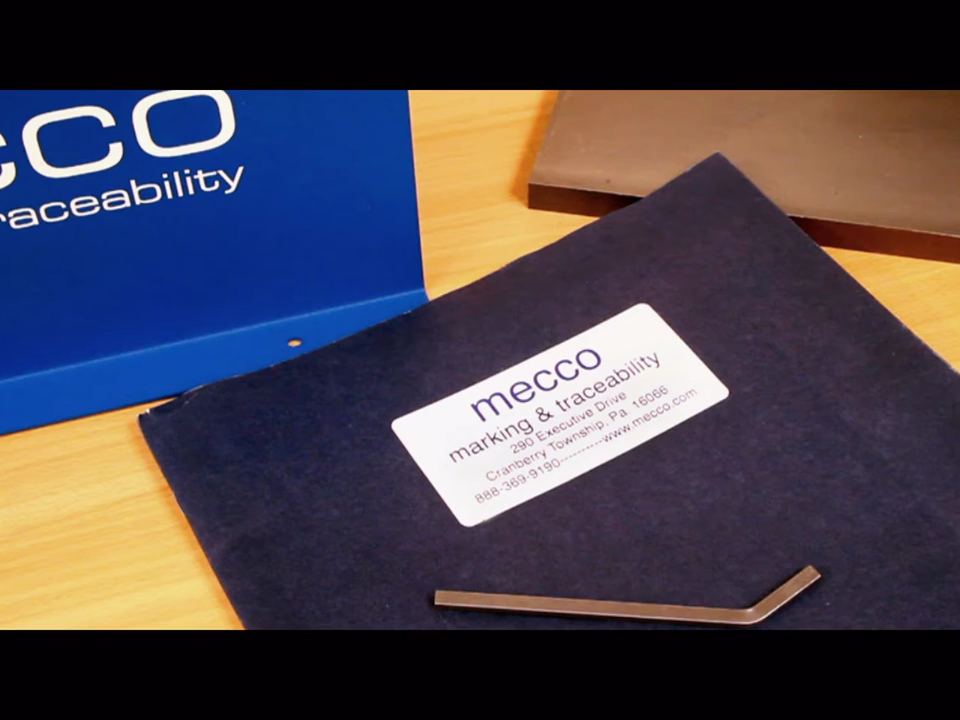 cco
raceability
mecco
marking & traceability
290 Executive Drive
Cranberry Township, Pa. 16066
888-369-9190----------www.mecco.com